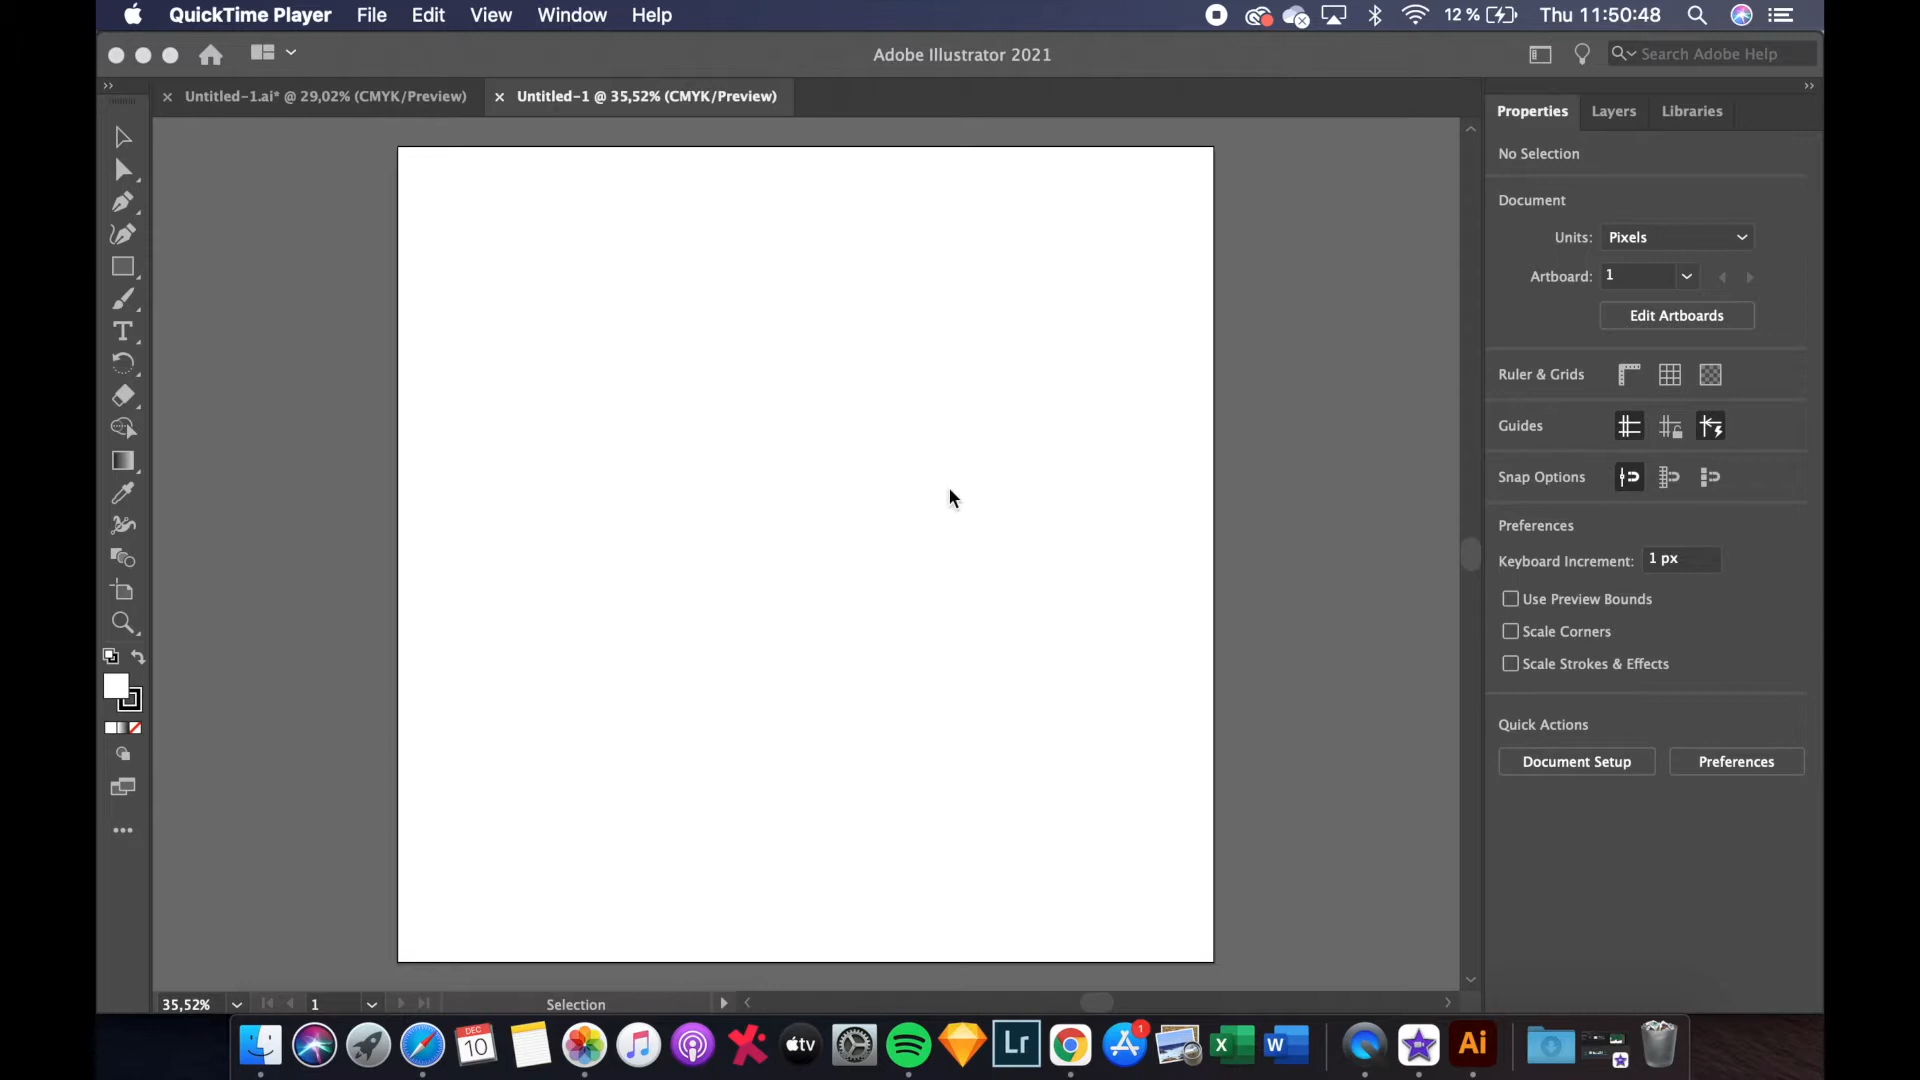 QuickTime Player File Edit View Window Help 12 % Thu 11:50:48
Adobe Illustrator 2021 Search Adobe Help
Untitled-1.ai* @ 29,02% (CMYK/Preview) Untitled-1 @ 35,52% (CMYK/Preview)
Properties Layers Libraries
No Selection
Document
Units: Pixels
Artboard: 1
Edit Artboards
Ruler & Grids
Guides
Snap Options
Preferences
Keyboard Increment: 1 px
Use Preview Bounds
Scale Corners
Scale Strokes & Effects
Quick Actions
Document Setup Preferences
35,52% 1 Selection
DEC
10
tv
Lr
1
X
W
Ai